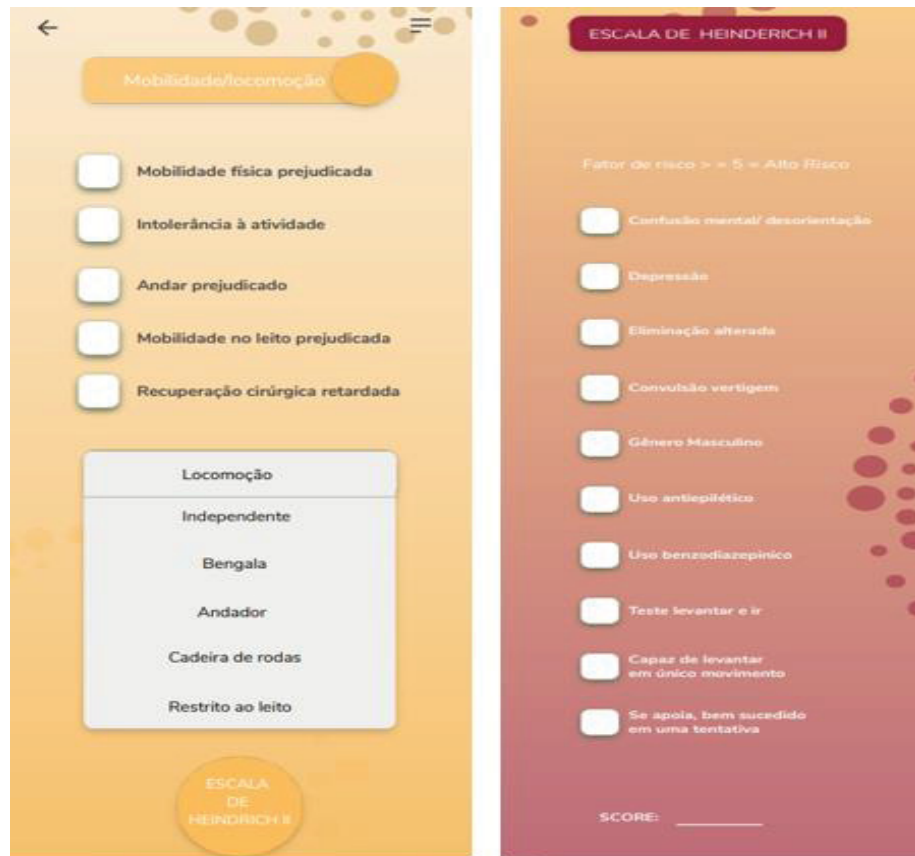 Mobilidade/locomoção
Mobilidade física prejudicada
Intolerância à atividade
Andar prejudicado
Mobilidade no leito prejudicada
Recuperação cirúrgica retardada
Locomoção
Independente
Bengala
Andador
Cadeira de rodas
Restrito ao leito
ESCALA
DE
HEINDRICH II
ESCALA DE HEINDERICH II
Fator de risco > = 5 = Alto Risco
Confusão mental/ desorientação
Depressão
Eliminação alterada
Convulsão vertigem
Gênero Masculino
Uso antiepilético
Uso benzodiazepinico
Teste levantar e ir
Capaz de levantar
em único movimento
Se apoia, bem sucedido
em uma tentativa
SCORE: ________